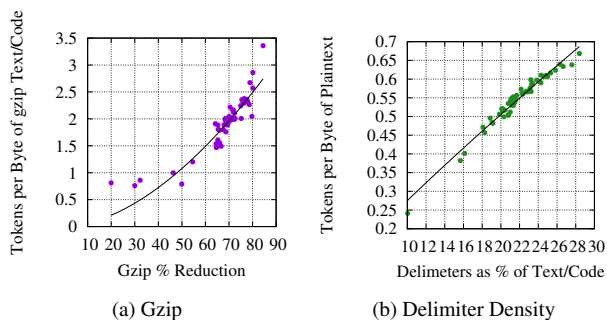 Tokens per Byte of gzip Text/Code
3.5
3
2.5
2
1.5
1
0.5
0
10 20 30 40 50 60 70 80 90
Gzip % Reduction
(a) Gzip
Tokens per Byte of Plaintext
0.7
0.65
0.6
0.55
0.5
0.45
0.4
0.35
0.3
0.25
0.2
10 12 14 16 18 20 22 24 26 28 30
Delimeters as % of Text/Code
(b) Delimiter Density